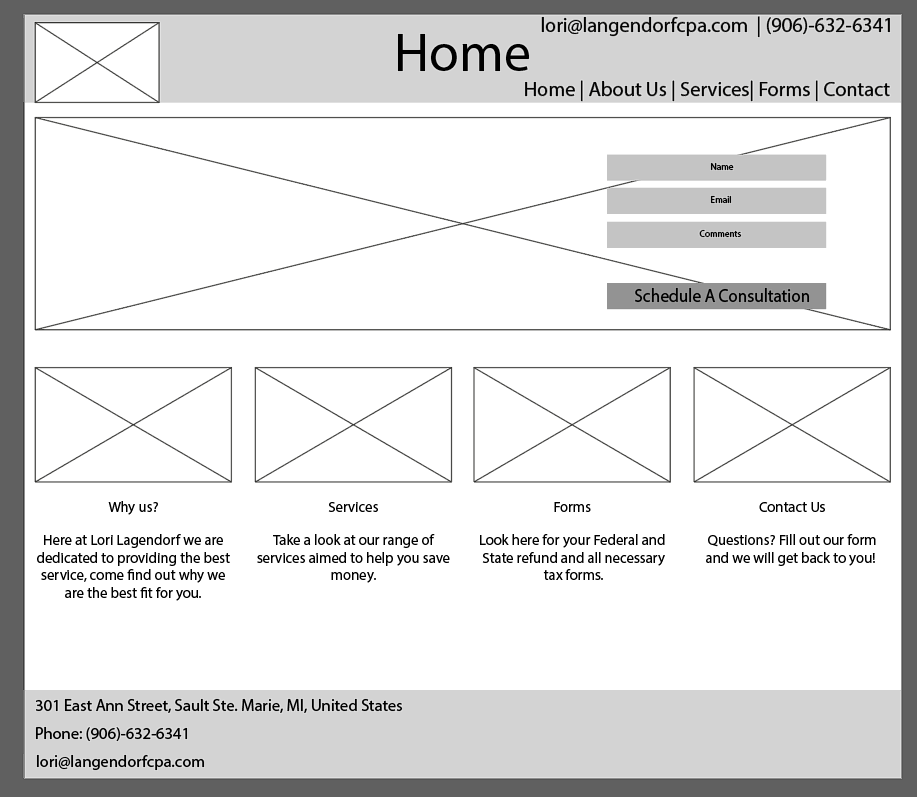 lori@langendorfcpa.com | (906)-632-6341
Home
Home | About Us | Services| Forms | Contact
Name
Email
Comments
Schedule A Consultation
Why us?
Here at Lori Lagendorf we are
dedicated to providing the best
service, come find out why we
are the best fit for you.
Services
Take a look at our range of
services aimed to help you save
money.
Forms
Look here for your Federal and
State refund and all necessary
tax forms.
Contact Us
Questions? Fill out our form
and we will get back to you!
301 East Ann Street, Sault Ste. Marie, MI, United States
Phone: (906)-632-6341
lori@langendorfcpa.com